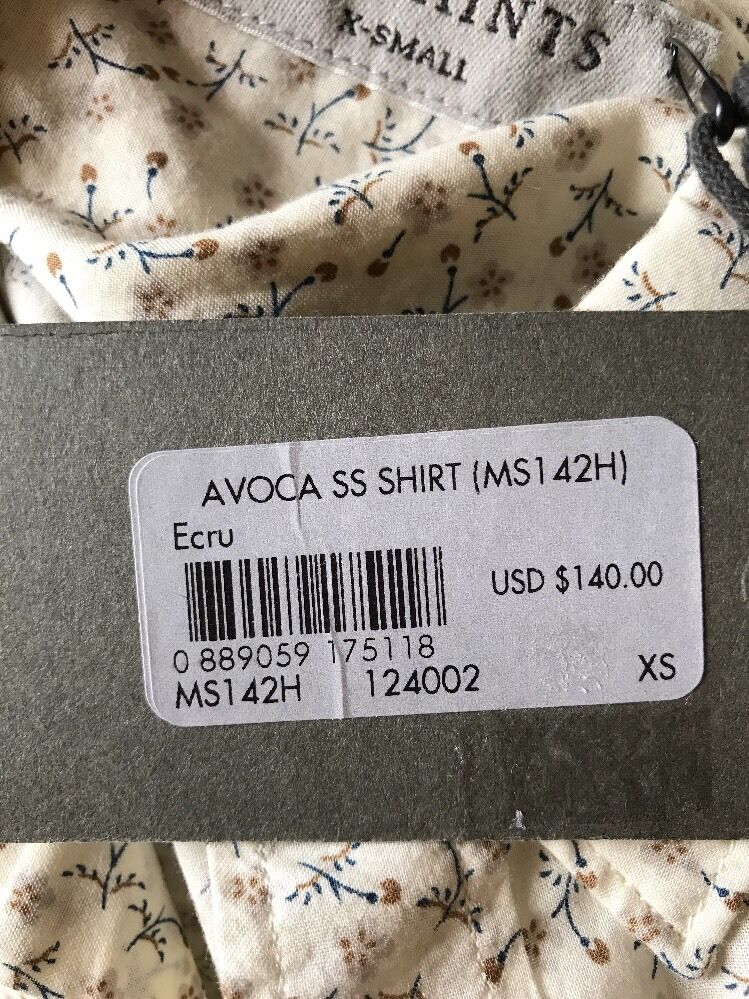 X-SMALL
AVOCA SS SHIRT (MS142H)
Ecru
USD $140.00
0 889059 175118
MS142H 124002
XS